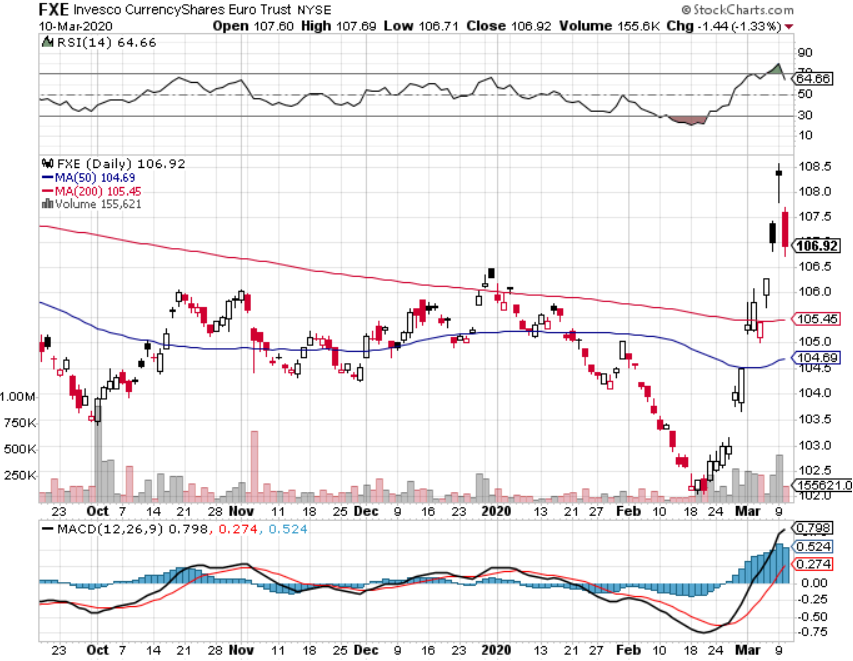 FXE Invesco CurrencyShares Euro Trust NYSE © StockCharts.com
10-Mar-2020 Open 107.60 High 107.69 Low 106.71 Close 106.92 Volume 155.6K Chg -1.44 (-1.33%)
RSI(14) 64.66
90
70
64.66
50
30
10
FXE (Daily) 106.92
MA(50) 104.69
MA(200) 105.45
Volume 155,621
108.5
108.0
107.5
106.92
106.5
106.0
105.45
105.0
104.69
104.5
104.0
103.5
103.0
102.5
155621.0
102.0
1.00M
750K
500K
250K
23 Oct 7 14 21 28 Nov 11 18 25 Dec 9 16 23 2020 13 21 27 Feb 10 18 24 Mar 9
MACD(12,26,9) 0.798, 0.274, 0.524
0.798
0.524
0.274
0.00
-0.25
-0.50
-0.75
23 Oct 7 14 21 28 Nov 11 18 25 Dec 9 16 23 2020 13 21 27 Feb 10 18 24 Mar 9